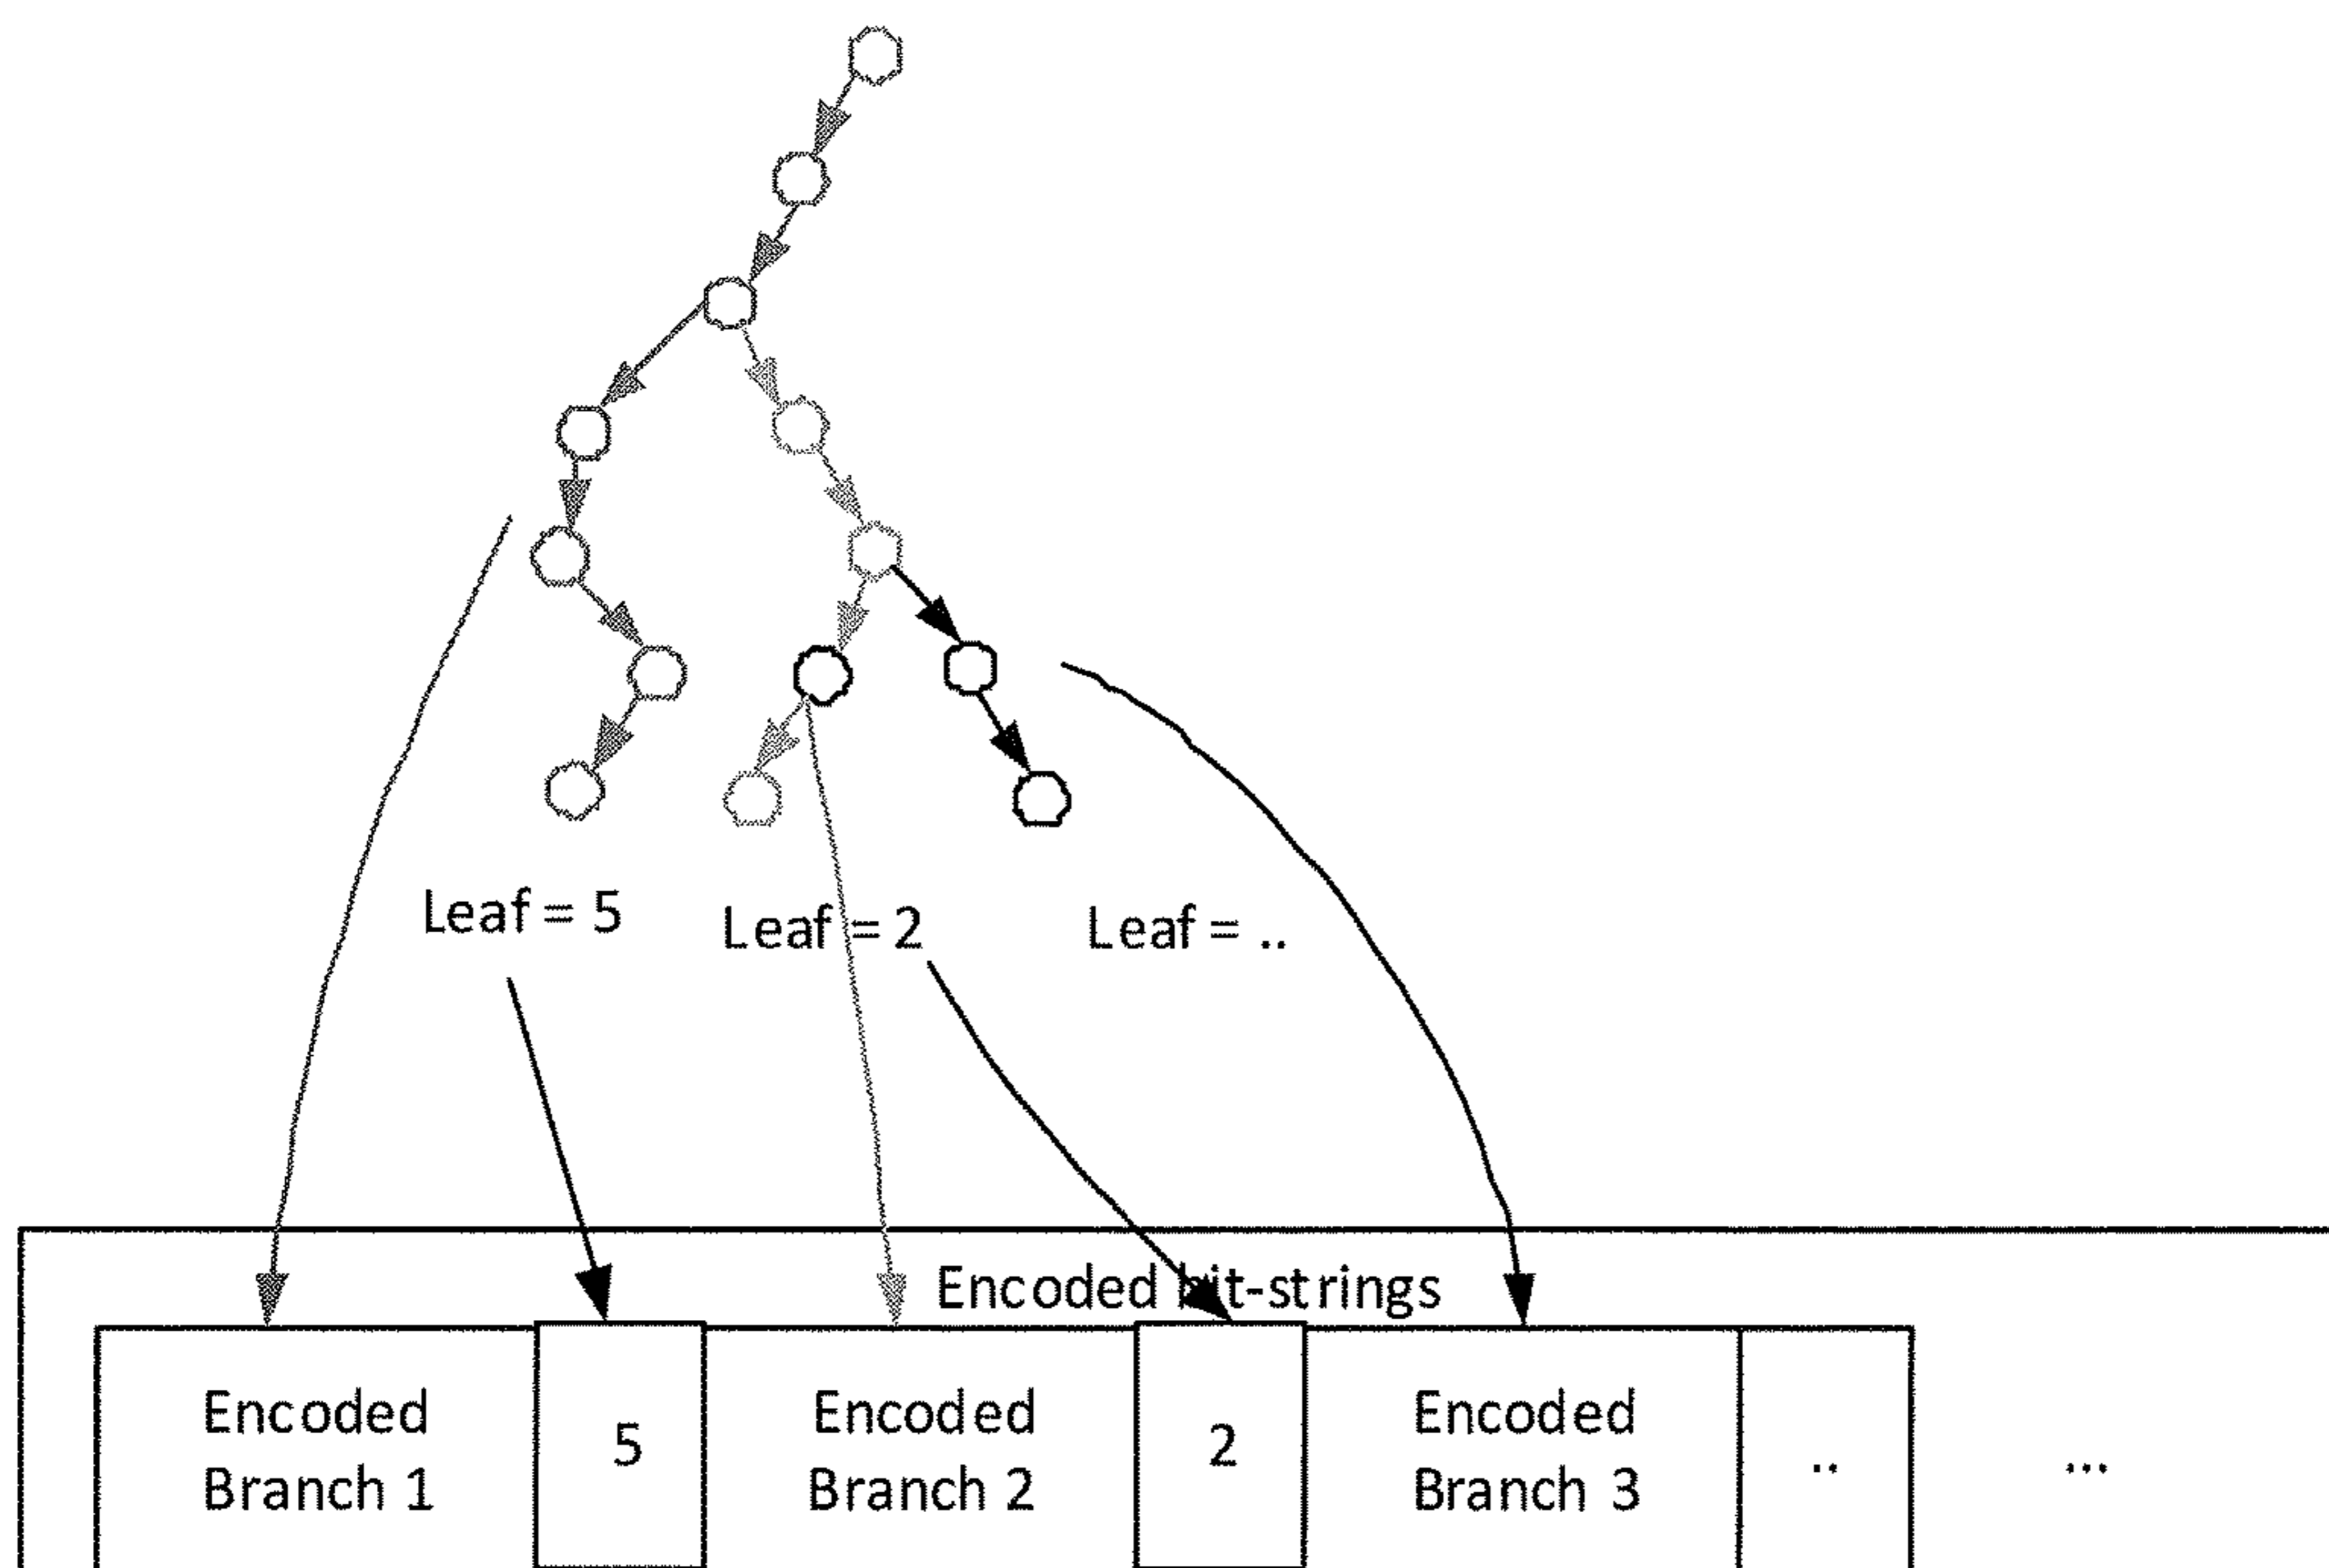 Leaf = 5
Leaf = 2
Leaf = ..
Encoded bit-strings
Encoded
Branch 1
5
Encoded
Branch 2
2
Encoded
Branch 3
..
...